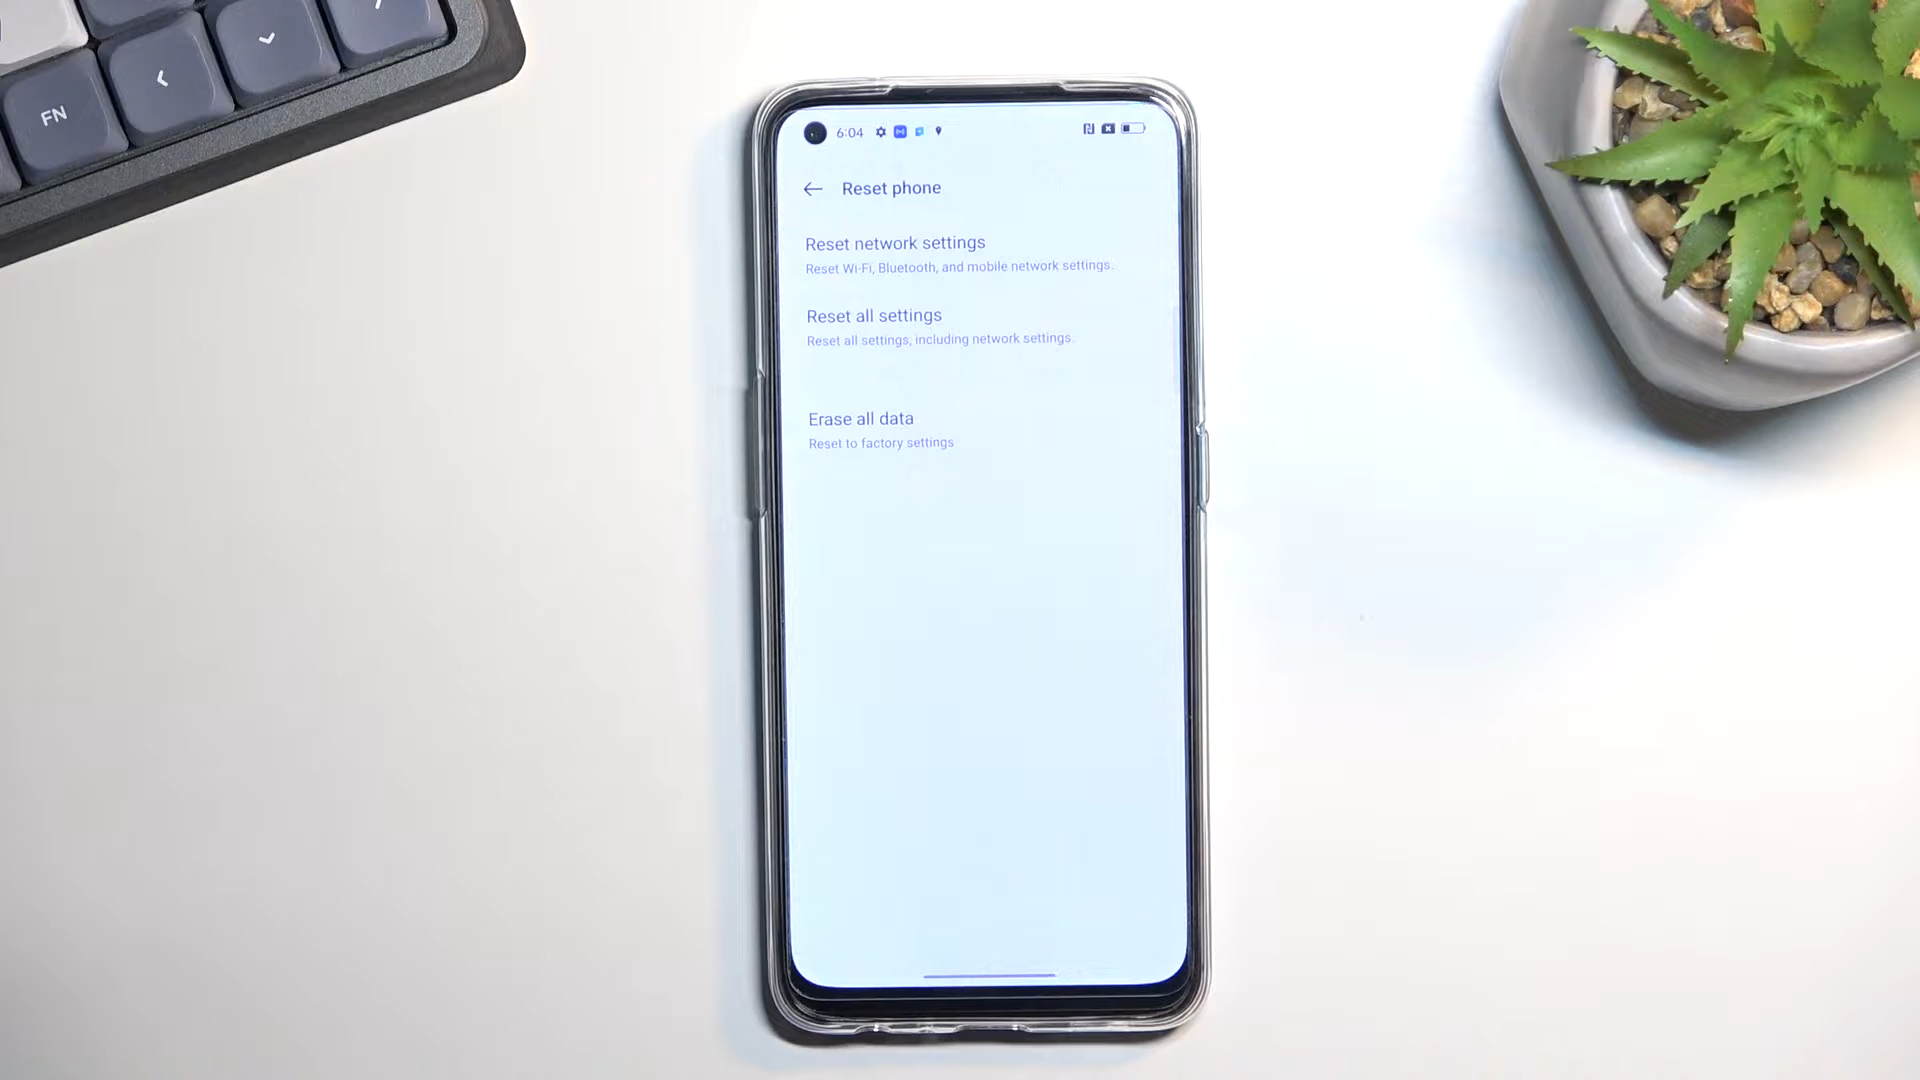 FN
6:04
Reset phone
Reset network settings
Reset Wi-Fi, Bluetooth, and mobile network settings.
Reset all settings
Reset all settings, including network settings.
Erase all data
Reset to factory settings